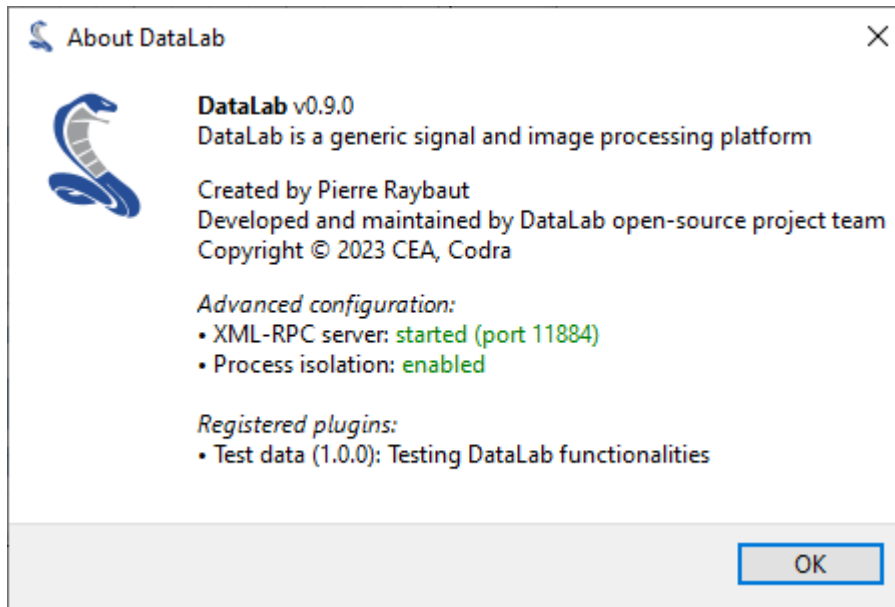 About DataLab
DataLab v0.9.0
DataLab is a generic signal and image processing platform
Created by Pierre Raybaut
Developed and maintained by DataLab open-source project team
Copyright © 2023 CEA, Codra
Advanced configuration:
• XML-RPC server: started (port 11884)
• Process isolation: enabled
Registered plugins:
• Test data (1.0.0): Testing DataLab functionalities
OK